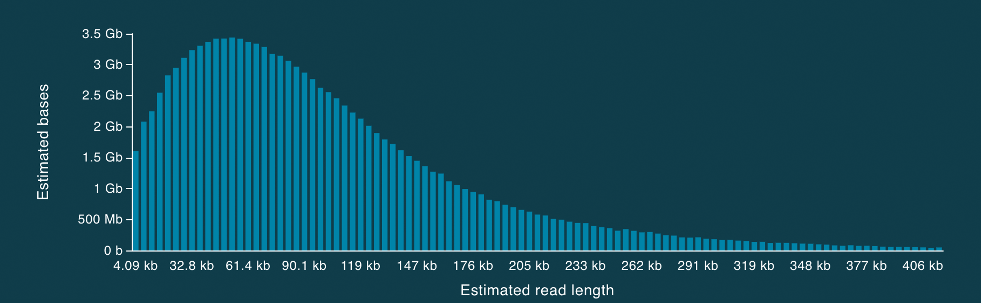 3.5 Gb
3 Gb
2.5 Gb
2 Gb
1.5 Gb
1 Gb
500 Mb
0 b
Estimated bases
4.09 kb 32.8 kb 61.4 kb 90.1 kb 119 kb 147 kb 176 kb 205 kb 233 kb 262 kb 291 kb 319 kb 348 kb 377 kb 406 kb
Estimated read length